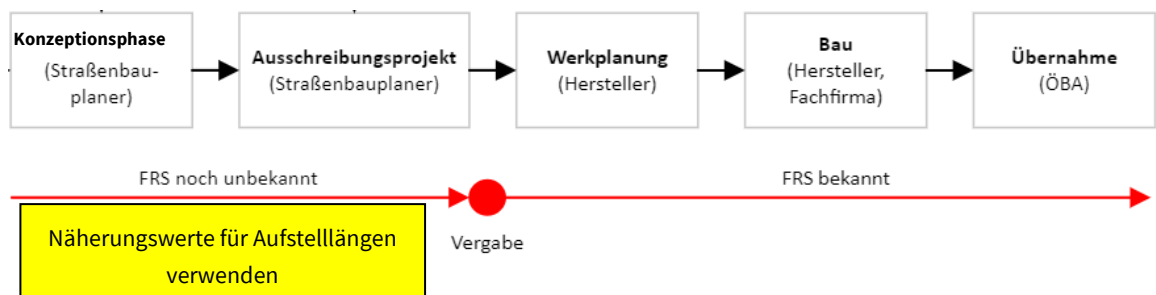 Konzeptionsphase
(Straßenbau-
planer)
Ausschreibungsprojekt
(Straßenbauplaner)
Werkplanung
(Hersteller)
Bau
(Hersteller,
Fachfirma)
Übernahme
(ÖBA)
FRS noch unbekannt
FRS bekannt
Näherungswerte für Aufstelllängen
verwenden
Vergabe